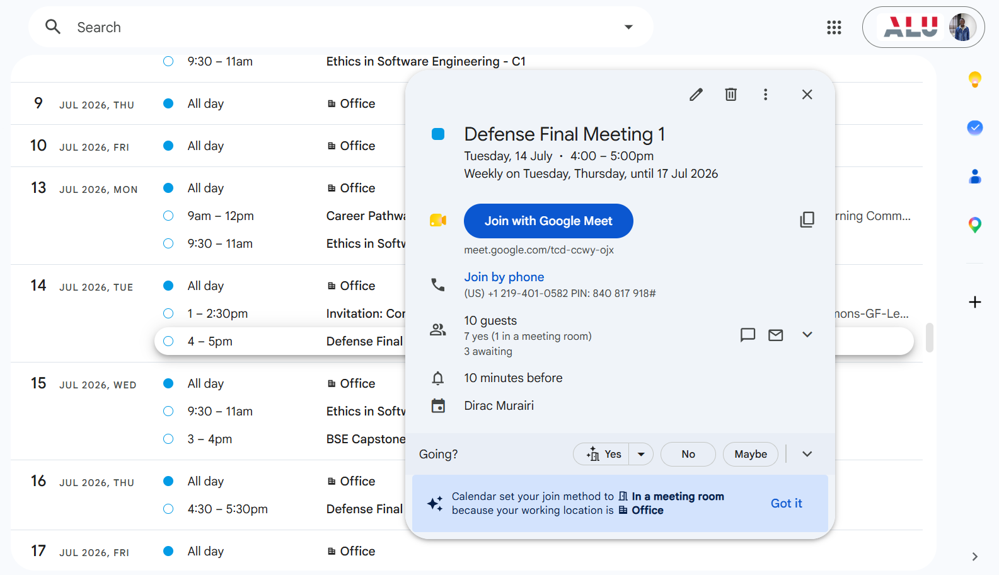 Search
ALU
9:30 – 11am Ethics in Software Engineering - C1
9 JUL 2026, THU All day Office
10 JUL 2026, FRI All day Office
13 JUL 2026, MON All day Office
9am – 12pm Career Pathwa rning Comm...
9:30 – 11am Ethics in Softw
14 JUL 2026, TUE All day Office
1 – 2:30pm Invitation: Cor mons-GF-Le...
4 – 5pm Defense Final
15 JUL 2026, WED All day Office
9:30 – 11am Ethics in Softw
3 – 4pm BSE Capstone
16 JUL 2026, THU All day Office
4:30 – 5:30pm Defense Final
17 JUL 2026, FRI All day Office
Defense Final Meeting 1
Tuesday, 14 July · 4:00 – 5:00pm
Weekly on Tuesday, Thursday, until 17 Jul 2026
Join with Google Meet
meet.google.com/tcd-ccwy-ojx
Join by phone
(US) +1 219-401-0582 PIN: 840 817 918#
10 guests
7 yes (1 in a meeting room)
3 awaiting
10 minutes before
Dirac Murairi
Going? Yes No Maybe
Calendar set your join method to In a meeting room
because your working location is Office
Got it